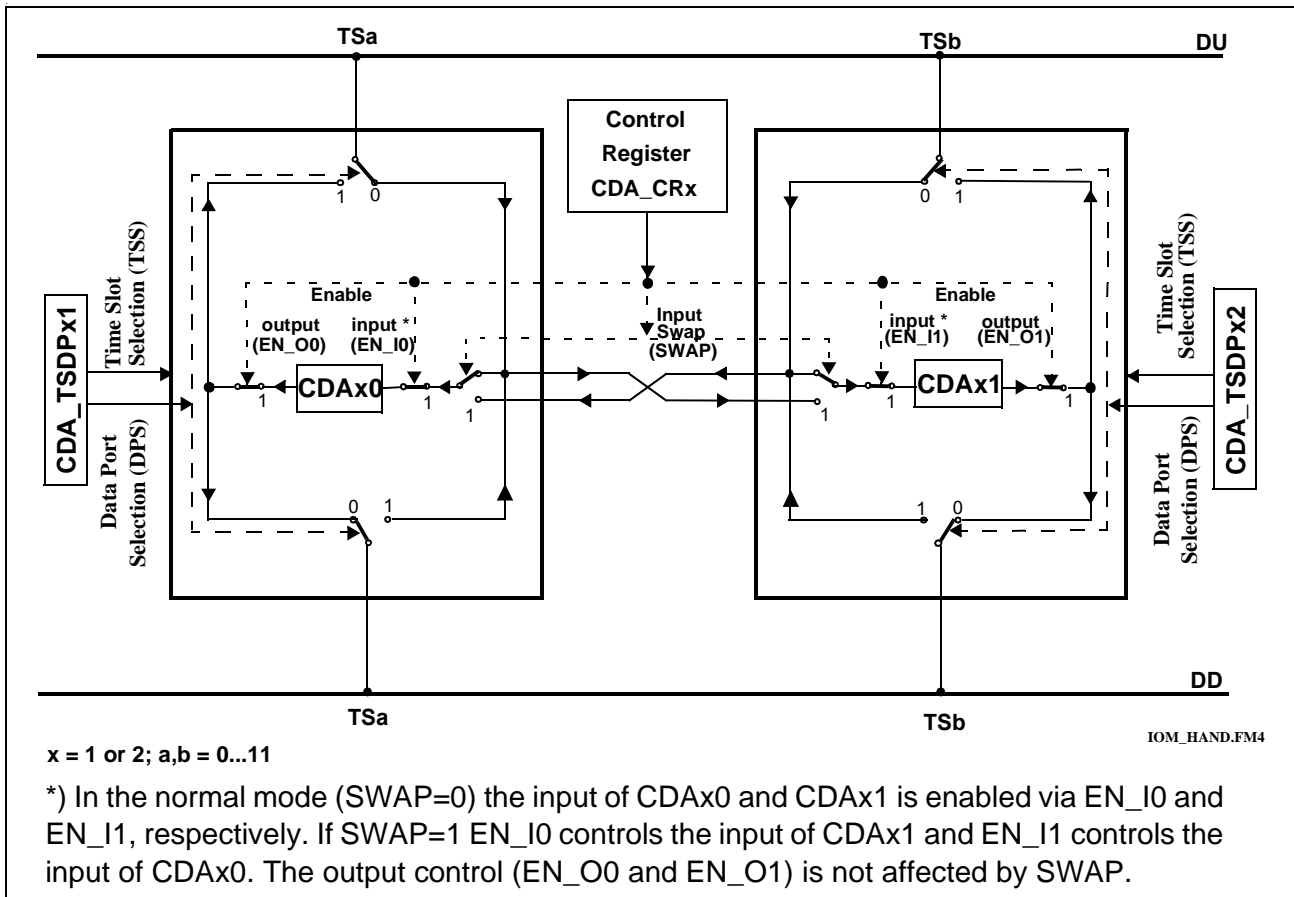 TSa
TSb
DU
Control
Register
CDA_CRx
1
0
0
1
Time Slot
Selection (TSS)
Time Slot
Selection (TSS)
Enable
Enable
output
(EN_O0)
input *
(EN_I0)
Input
Swap
(SWAP)
input *
(EN_I1)
output
(EN_O1)
CDA_TSDPx1
CDAx0
CDAx1
CDA_TSDPx2
1
1
1
1
1
1
Data Port
Selection (DPS)
Data Port
Selection (DPS)
0
1
1
0
DD
TSa
TSb
IOM_HAND.FM4
x = 1 or 2; a,b = 0...11
*) In the normal mode (SWAP=0) the input of CDAx0 and CDAx1 is enabled via EN_I0 and
EN_I1, respectively. If SWAP=1 EN_I0 controls the input of CDAx1 and EN_I1 controls the
input of CDAx0. The output control (EN_O0 and EN_O1) is not affected by SWAP.